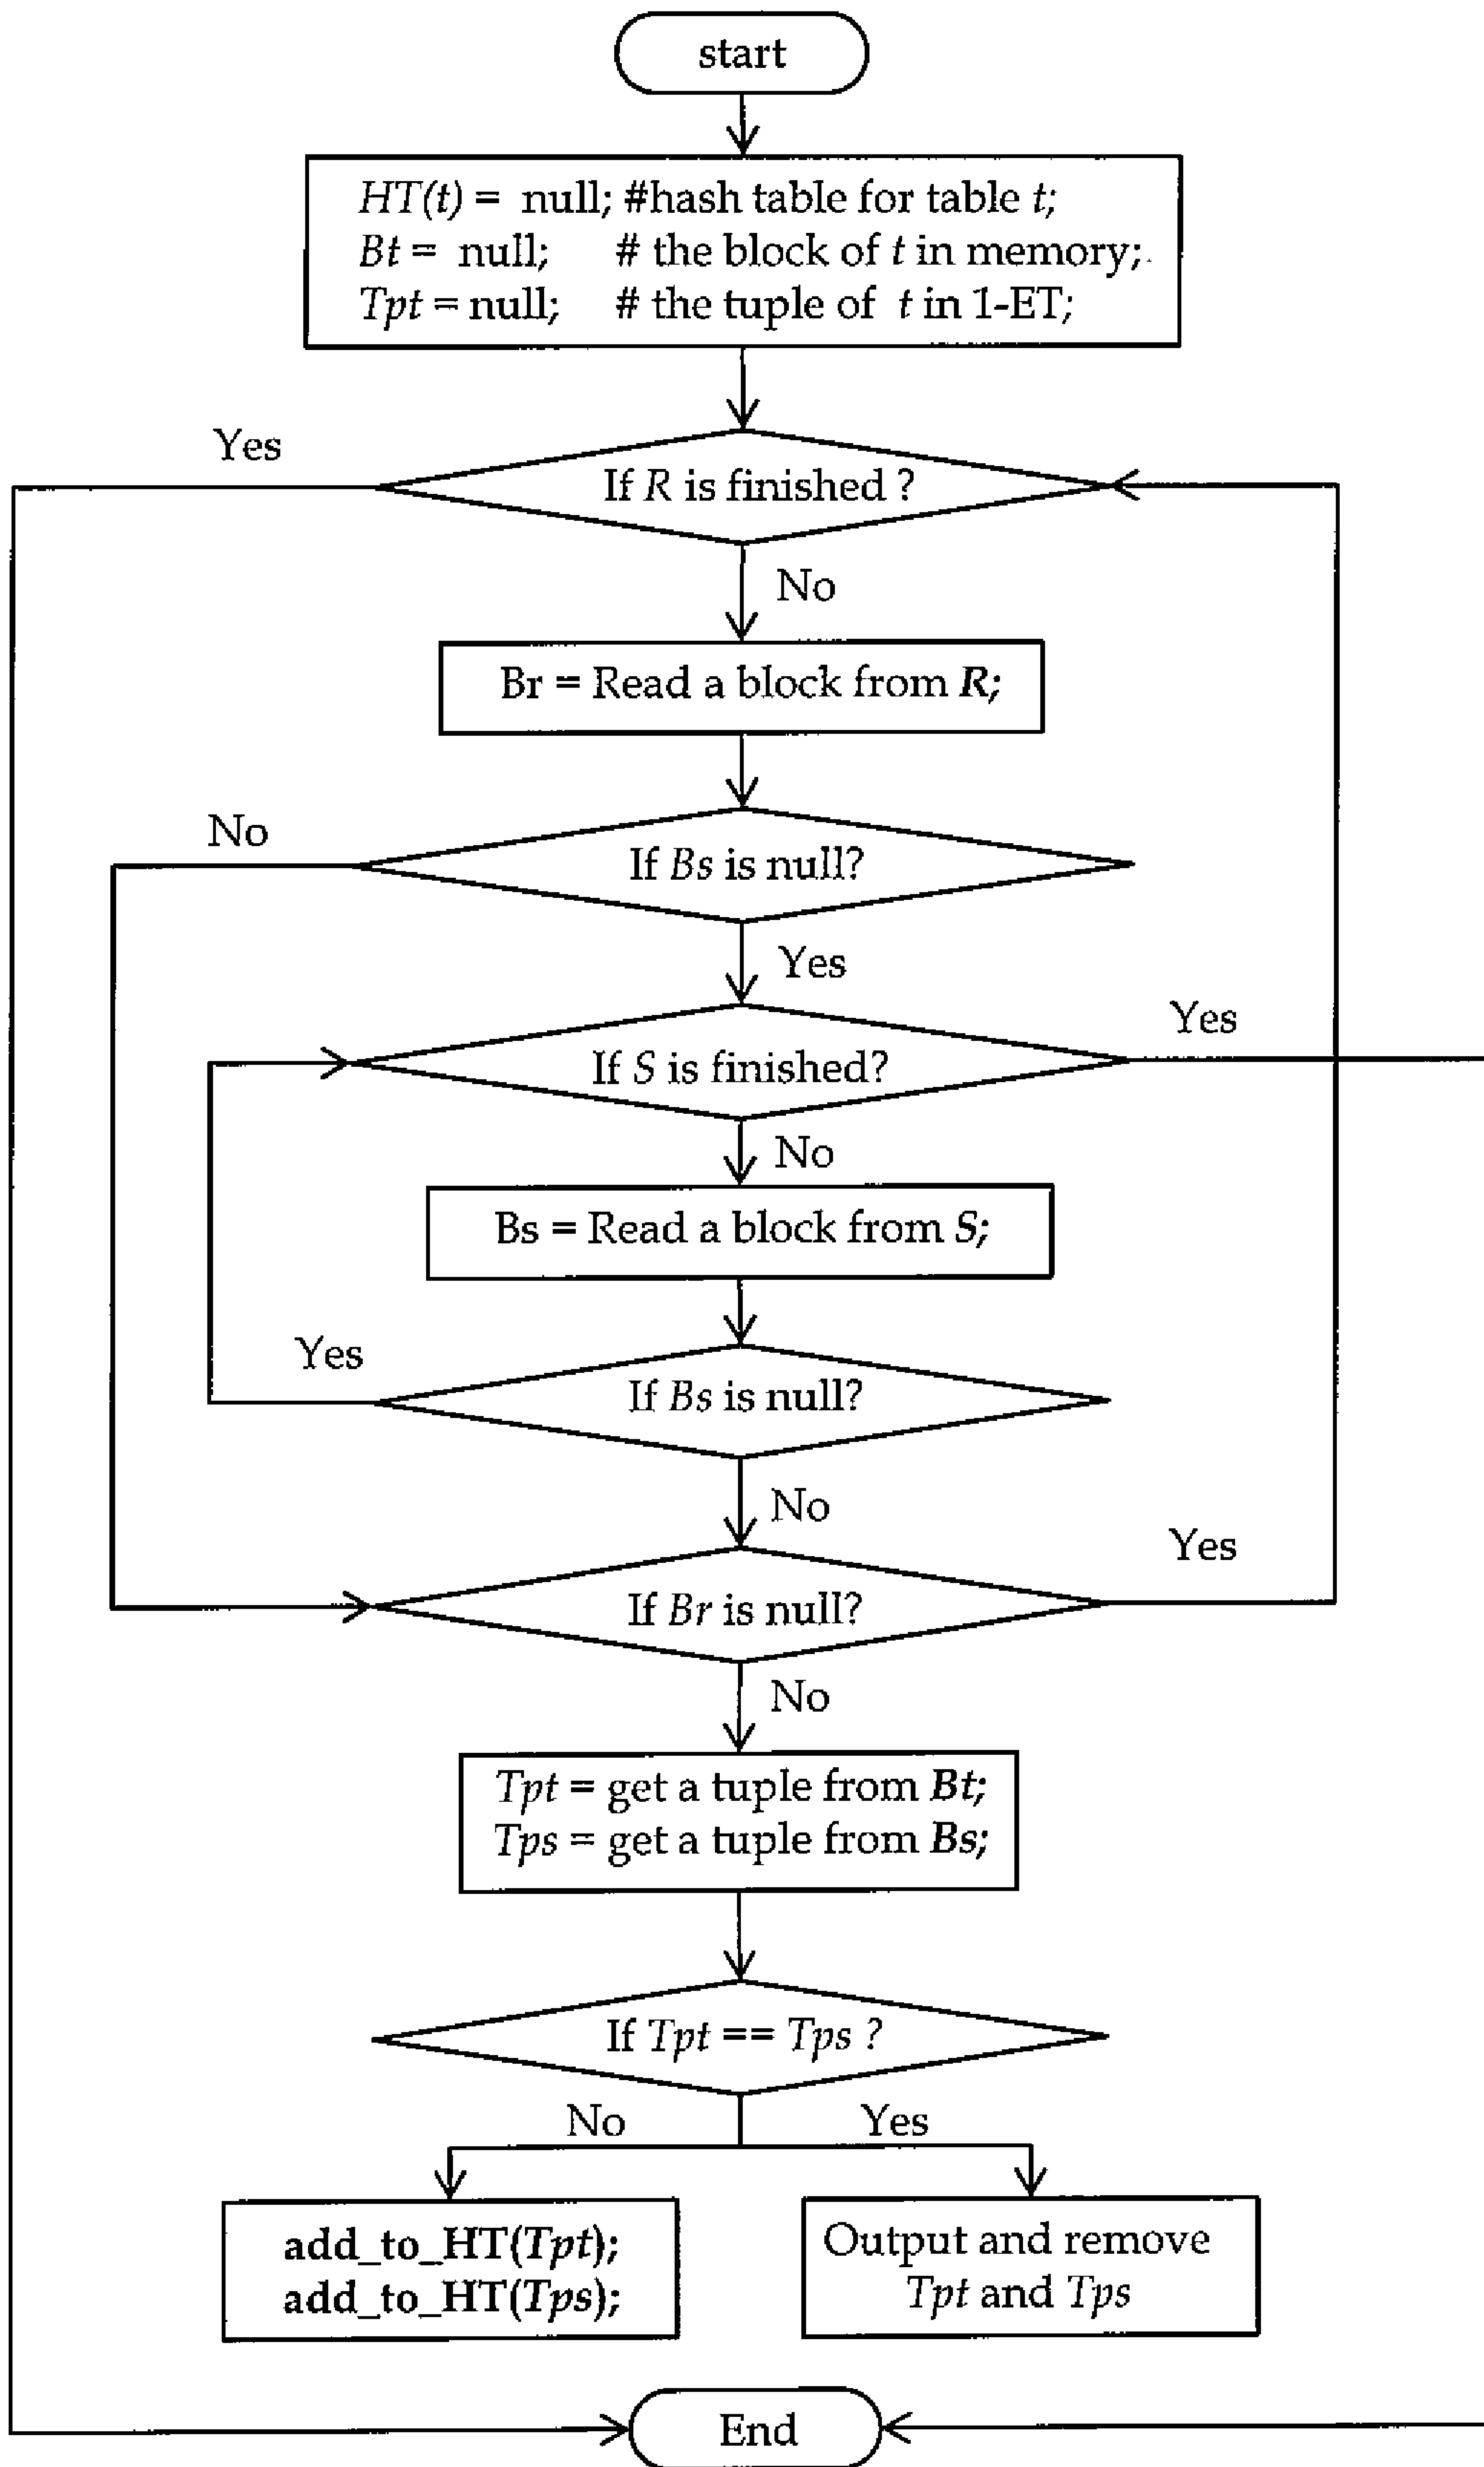 start
HT(t) = null; #hash table for table t;
Bt = null; # the block of t in memory;
Tpt = null; # the tuple of t in 1-ET;
Yes
If R is finished ?
No
Br = Read a block from R;
No
If Bs is null?
Yes
Yes
If S is finished?
No
Bs = Read a block from S;
Yes
If Bs is null?
No
Yes
If Br is null?
No
Tpt = get a tuple from Bt;
Tps = get a tuple from Bs;
If Tpt == Tps ?
No
Yes
add_to_HT(Tpt);
add_to_HT(Tps);
Output and remove
Tpt and Tps
End